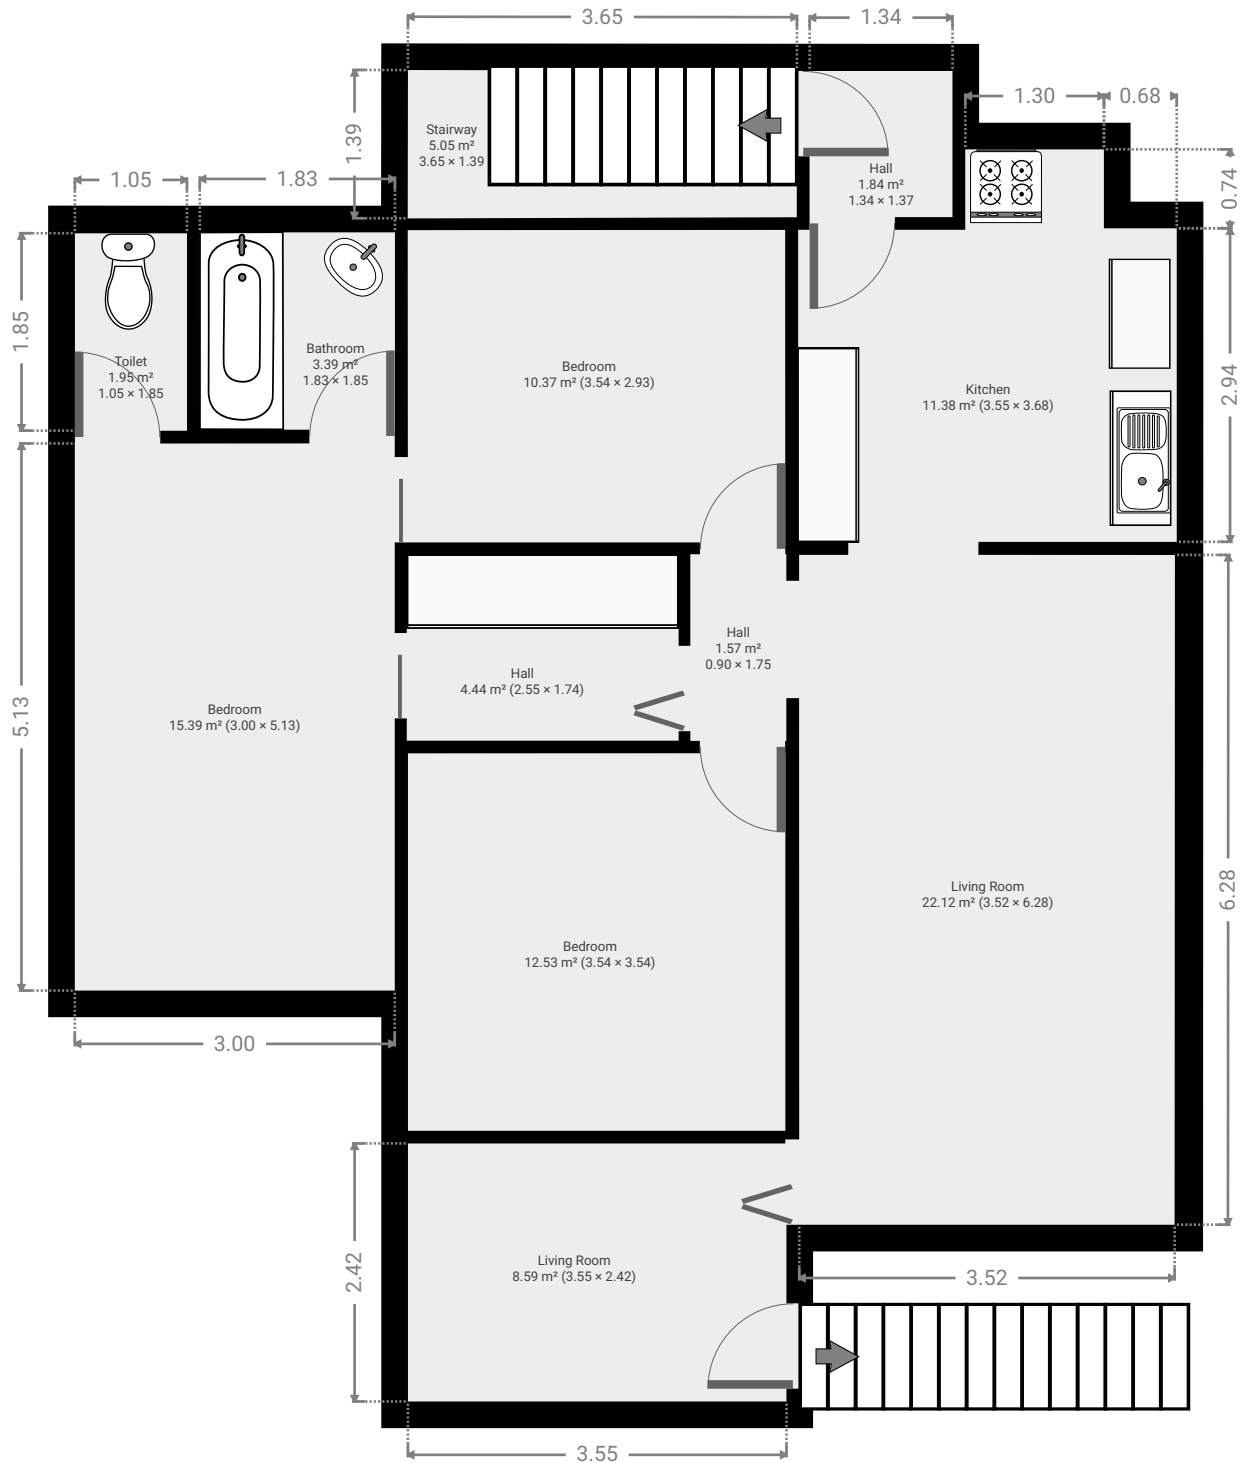 3.65
1.34
1.30
0.68
1.39
Stairway
5.05 m²
3.65 × 1.39
Hall
1.84 m²
1.34 × 1.37
0.74
1.05
1.83
1.85
Toilet
1.95 m²
1.05 × 1.85
Bathroom
3.39 m²
1.83 × 1.85
Bedroom
10.37 m² (3.54 × 2.93)
Kitchen
11.38 m² (3.55 × 3.68)
2.94
Hall
1.57 m²
0.90 × 1.75
Hall
4.44 m² (2.55 × 1.74)
5.13
Bedroom
15.39 m² (3.00 × 5.13)
Living Room
22.12 m² (3.52 × 6.28)
6.28
Bedroom
12.53 m² (3.54 × 3.54)
3.00
2.42
Living Room
8.59 m² (3.55 × 2.42)
3.52
3.55